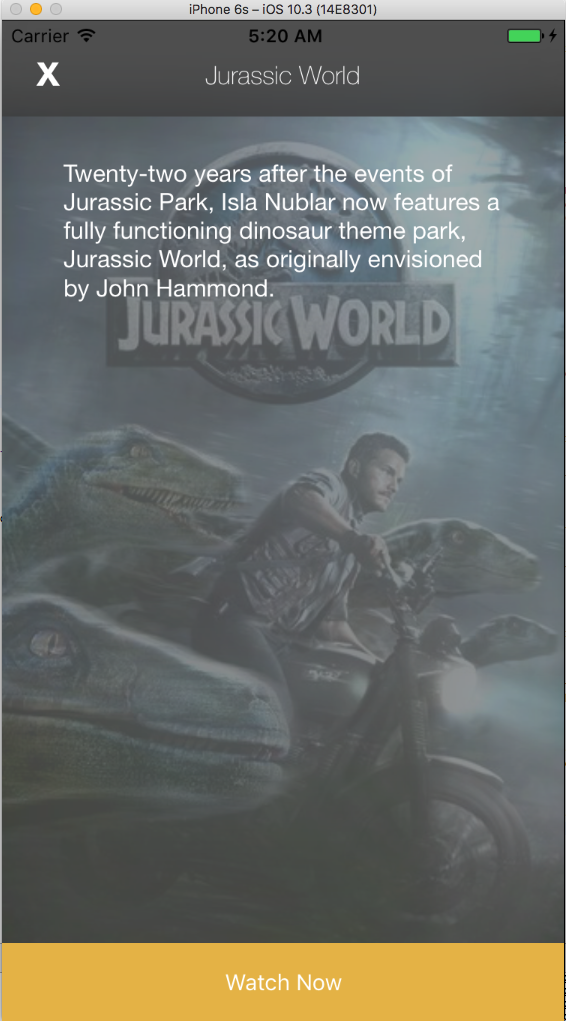 iPhone 6s – iOS 10.3 (14E8301)
Carrier 5:20 AM
X Jurassic World
Twenty-two years after the events of
Jurassic Park, Isla Nublar now features a
fully functioning dinosaur theme park,
Jurassic World, as originally envisioned
by John Hammond.
JURASSIC WORLD
Watch Now